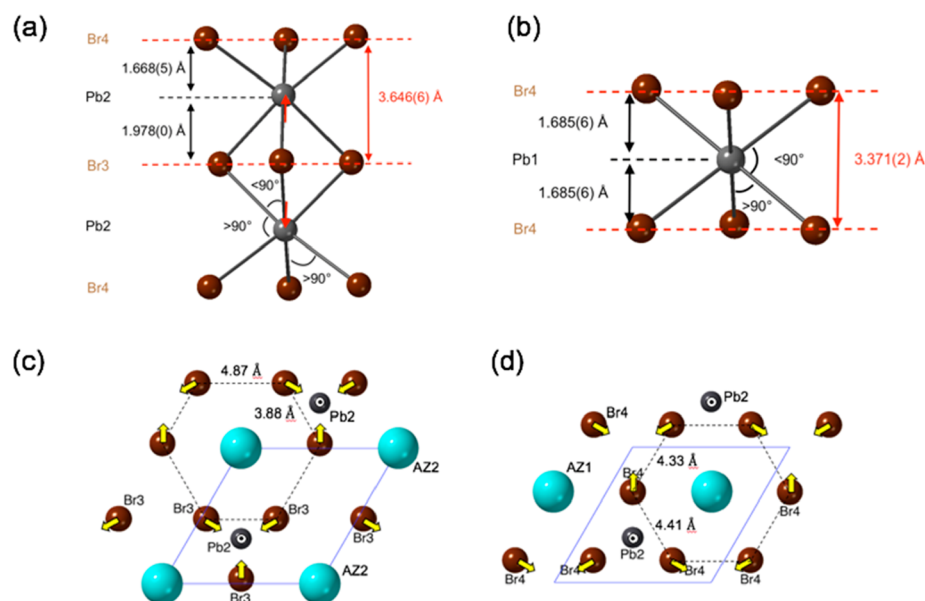 (a)
Br4
1.668(5) Å
Pb2
3.646(6) Å
1.978(0) Å
Br3
<90°
Pb2
>90°
>90°
Br4
(b)
Br4
1.685(6) Å
Pb1
<90°
3.371(2) Å
1.685(6) Å
>90°
Br4
(c)
4.87 Å
3.88 Å
Pb2
AZ2
Br3
Br3
Br3
Br3
Pb2
AZ2
Br3
(d)
Pb2
Br4
AZ1
Br4
4.33 Å
Br4
4.41 Å
Pb2
Br4
Br4
Br4
Br4